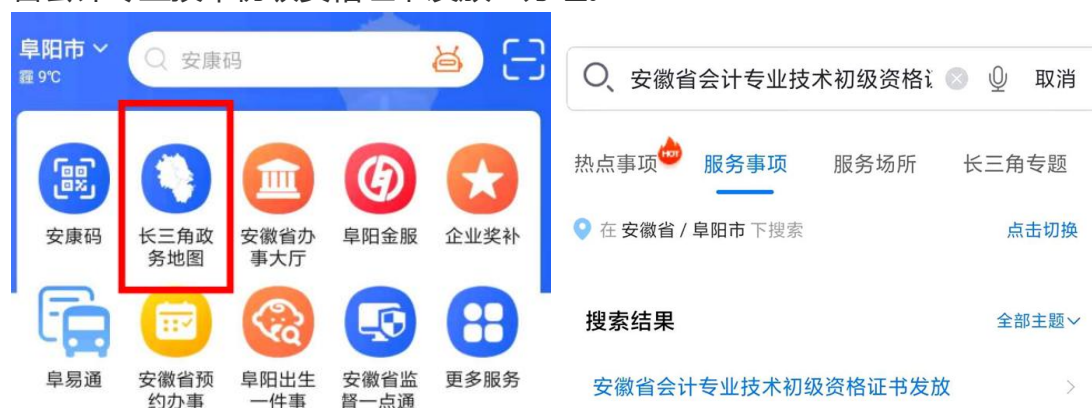 阜阳市
霾 9℃
安康码
安康码
长三角政
务地图
安徽省办
事大厅
阜阳金服
企业奖补
阜易通
安徽省预
约办事
阜阳出生
一件事
安徽省监
督一点通
更多服务
安徽省会计专业技术初级资格
取消
热点事项
HOT
服务事项
服务场所
长三角专题
在 安徽省 / 阜阳市 下搜索
点击切换
搜索结果
全部主题
安徽省会计专业技术初级资格证书发放